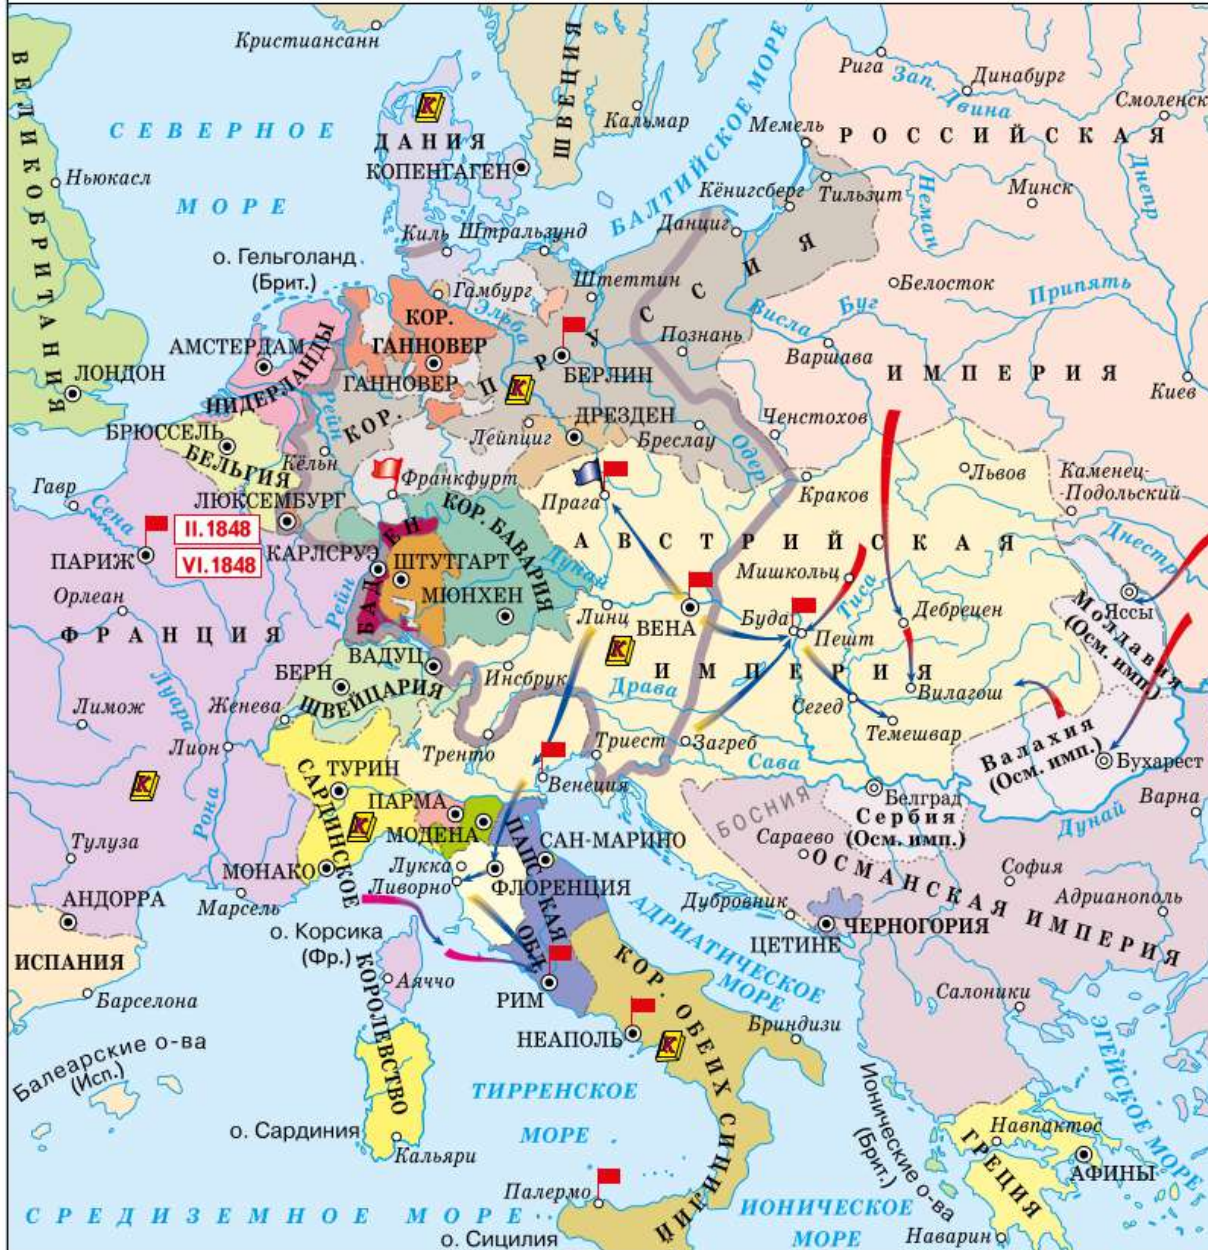 Кристиансанн
ВЕЛИКОБРИТАНИЯ
СЕВЕРНОЕ
МОРЕ
Ньюкасл
ЛОНДОН
К
ДАНИЯ
КОПЕНГАГЕН
ШВЕЦИЯ
Кальмар
БАЛТИЙСКОЕ МОРЕ
Рига
Зап. Двина
Динабург
Смоленск
Мемель
РОССИЙСКАЯ
Кёнигсберг
Тильзит
Неман
Минск
Днепр
Данциг
Киль
Штральзунд
о. Гельголанд
(Брит.)
Гамбург
Эльба
Штеттин
ПРУССИЯ
Белосток
Висла
Буг
Припять
Познань
Варшава
ИМПЕРИЯ
Киев
АМСТЕРДАМ
НИДЕРЛАНДЫ
КОР.
ГАННОВЕР
ГАННОВЕР
БЕРЛИН
К
КОР.
Рейн
БРЮССЕЛЬ
БЕЛЬГИЯ
Кёльн
Лейпциг
ДРЕЗДЕН
Бреслау
Одер
Ченстохов
Гавр
Сена
ЛЮКСЕМБУРГ
Франкфурт
Прага
Краков
Львов
Каменец-
Подольский
II.1848
VI.1848
ПАРИЖ
КАРЛСРУЭ
БАДЕН
ШТУТГАРТ
КОР. БАВАРИЯ
МЮНХЕН
Дунай
АВСТРИЙСКАЯ
Днестр
Орлеан
ФРАНЦИЯ
Рейн
Мишкольц
Тиса
Дебрецен
Яссы
Молдавия
(Осм. имп.)
Линц
ВЕНА
Буда
Пешт
К
ИМПЕРИЯ
БЕРН
ВАДУЦ
ШВЕЙЦАРИЯ
Инсбрук
Драва
Вилагош
Лимож
Луара
Женева
Сегед
Темешвар
Лион
Тренто
Триест
Загреб
Сава
Валахия
(Осм. имп.)
Бухарест
К
Рона
САРДИНСКОЕ
КОРОЛЕВСТВО
ТУРИН
К
ПАРМА
МОДЕНА
Венеция
БОСНИЯ
Белград
Сербия
(Осм. имп.)
Дунай
Варна
Тулуза
МОНАКО
Лукка
Ливорно
ФЛОРЕНЦИЯ
ПАПСКАЯ
ОБЛ.
САН-МАРИНО
Сараево
ОСМАНСКАЯ ИМПЕРИЯ
София
Адрианополь
АНДОРРА
Марсель
о. Корсика
(Фр.)
Аяччо
АДРИАТИЧЕСКОЕ
МОРЕ
Дубровник
ЦЕТИНЕ
ЧЕРНОГОРИЯ
ИСПАНИЯ
Барселона
РИМ
НЕАПОЛЬ
К
КОР. ОБЕИХ СИЦИЛИЙ
Бриндизи
Салоники
ЭГЕЙСКОЕ МОРЕ
Балеарские о-ва
(Исп.)
о. Сардиния
Кальяри
ТИРРЕНСКОЕ
МОРЕ
Ионические о-ва
(Брит.)
ГРЕЦИЯ
Навпактос
АФИНЫ
Наварин
Палермо
о. Сицилия
СРЕДИЗЕМНОЕ МОРЕ
ИОНИЧЕСКОЕ
МОРЕ